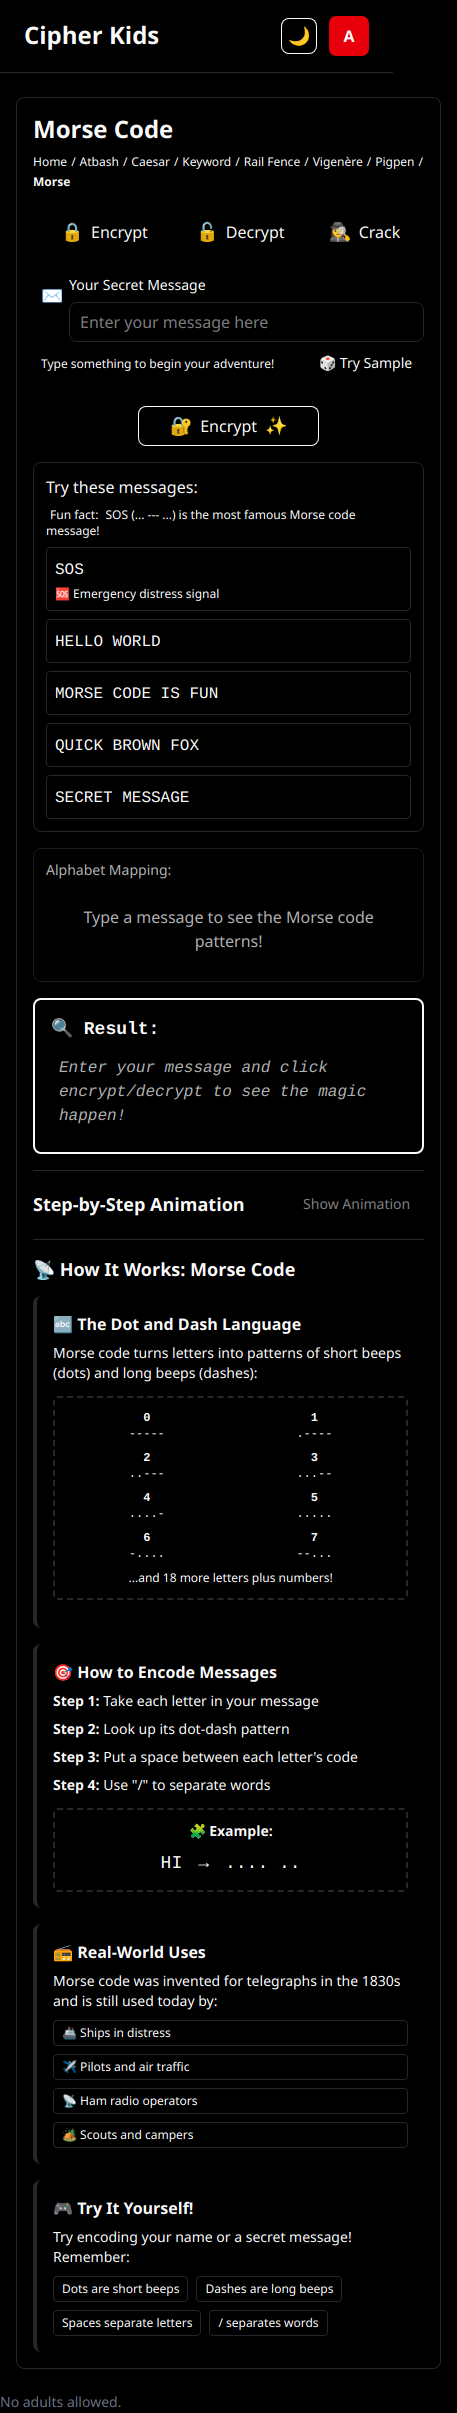 Cipher Kids
A
Morse Code
Home / Atbash / Caesar / Keyword / Rail Fence / Vigenère / Pigpen /
Morse
Encrypt
Decrypt
Crack
Your Secret Message
Enter your message here
Type something to begin your adventure!
Try Sample
Encrypt
Try these messages:
Fun fact: SOS (... --- ...) is the most famous Morse code
message!
SOS
🆘 Emergency distress signal
HELLO WORLD
MORSE CODE IS FUN
QUICK BROWN FOX
SECRET MESSAGE
Alphabet Mapping:
Type a message to see the Morse code
patterns!
Result:
Enter your message and click
encrypt/decrypt to see the magic
happen!
Step-by-Step Animation
Show Animation
How It Works: Morse Code
🔤 The Dot and Dash Language
Morse code turns letters into patterns of short beeps
(dots) and long beeps (dashes):
0 1
----- .----
2 3
..--- ...--
4 5
....- .....
6 7
-.... --...
...and 18 more letters plus numbers!
How to Encode Messages
Step 1: Take each letter in your message
Step 2: Look up its dot-dash pattern
Step 3: Put a space between each letter's code
Step 4: Use "/" to separate words
Example:
HI → .... ..
Real-World Uses
Morse code was invented for telegraphs in the 1830s
and is still used today by:
Ships in distress
Pilots and air traffic
Ham radio operators
Scouts and campers
Try It Yourself!
Try encoding your name or a secret message!
Remember:
Dots are short beeps
Dashes are long beeps
Spaces separate letters
/ separates words
No adults allowed.